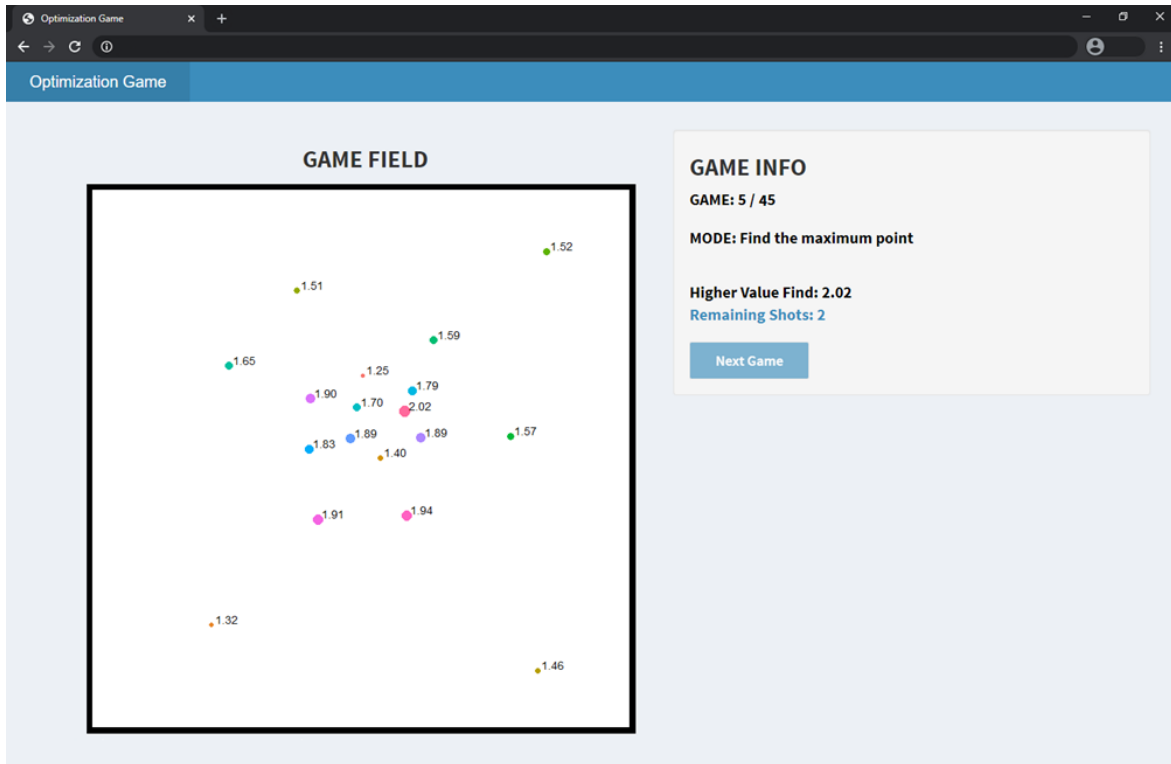 Optimization Game
Optimization Game
GAME FIELD
1.52
1.51
1.59
1.65
1.25
1.79
1.90
1.70
2.02
1.89
1.89
1.57
1.83
1.40
1.91
1.94
1.32
1.46
GAME INFO
GAME: 5 / 45
MODE: Find the maximum point
Higher Value Find: 2.02
Remaining Shots: 2
Next Game